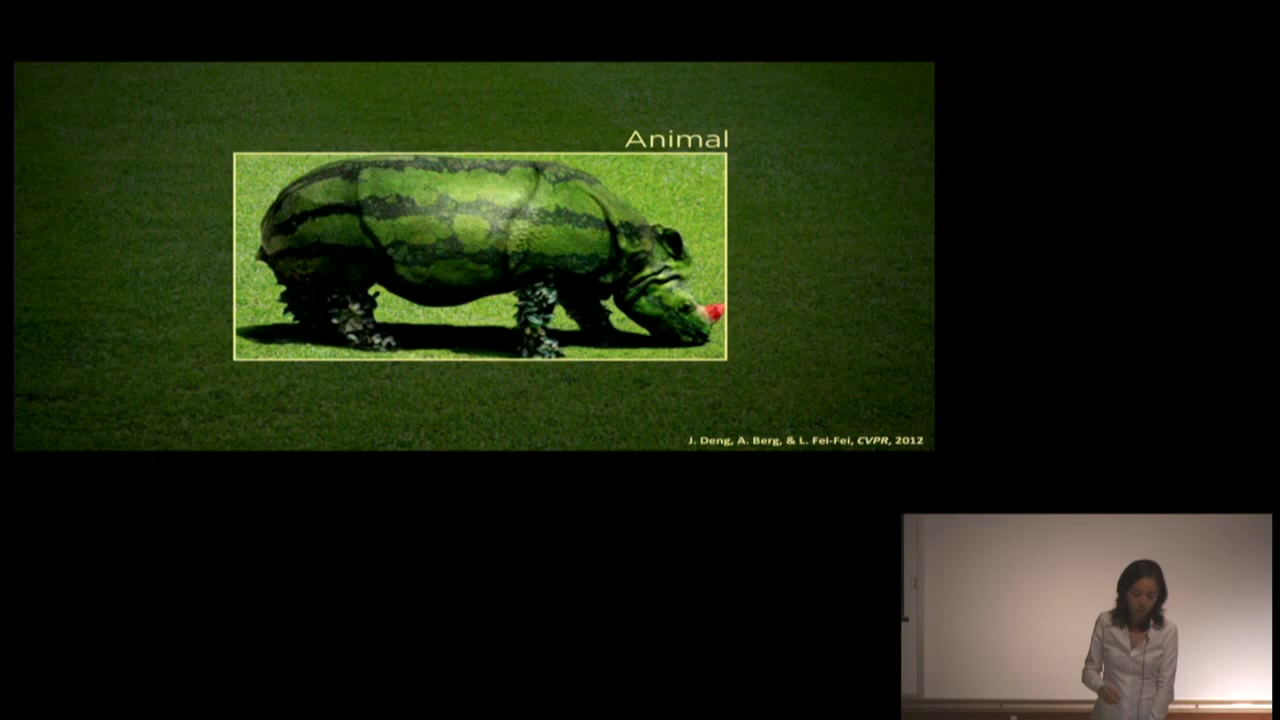 Animal
J. Deng, A. Berg, & L. Fei-Fei, CVPR, 2012